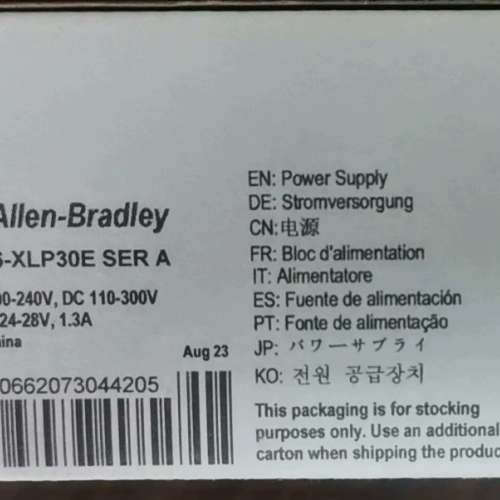 Allen-Bradley
6-XLP30E SER A
00-240V, DC 110-300V
24-28V, 1.3A
hina
Aug 23
0662073044205
EN: Power Supply
DE: Stromversorgung
CN:电源
FR: Bloc d'alimentation
IT: Alimentatore
ES: Fuente de alimentación
PT: Fonte de alimentação
JP: パワーサプライ
KO: 전원 공급장치
This packaging is for stocking
purposes only. Use an additional
carton when shipping the produc